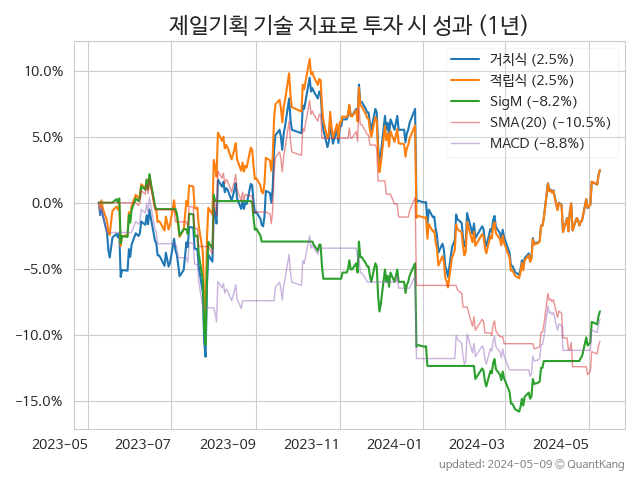 제일기획 기술 지표로 투자 시 성과 (1년)
거치식 (2.5%)
적립식 (2.5%)
SigM (−8.2%)
SMA(20) (−10.5%)
MACD (−8.8%)
10.0%
5.0%
0.0%
−5.0%
−10.0%
−15.0%
2023-05 2023-07 2023-09 2023-11 2024-01 2024-03 2024-05
updated: 2024-05-09 © QuantKang